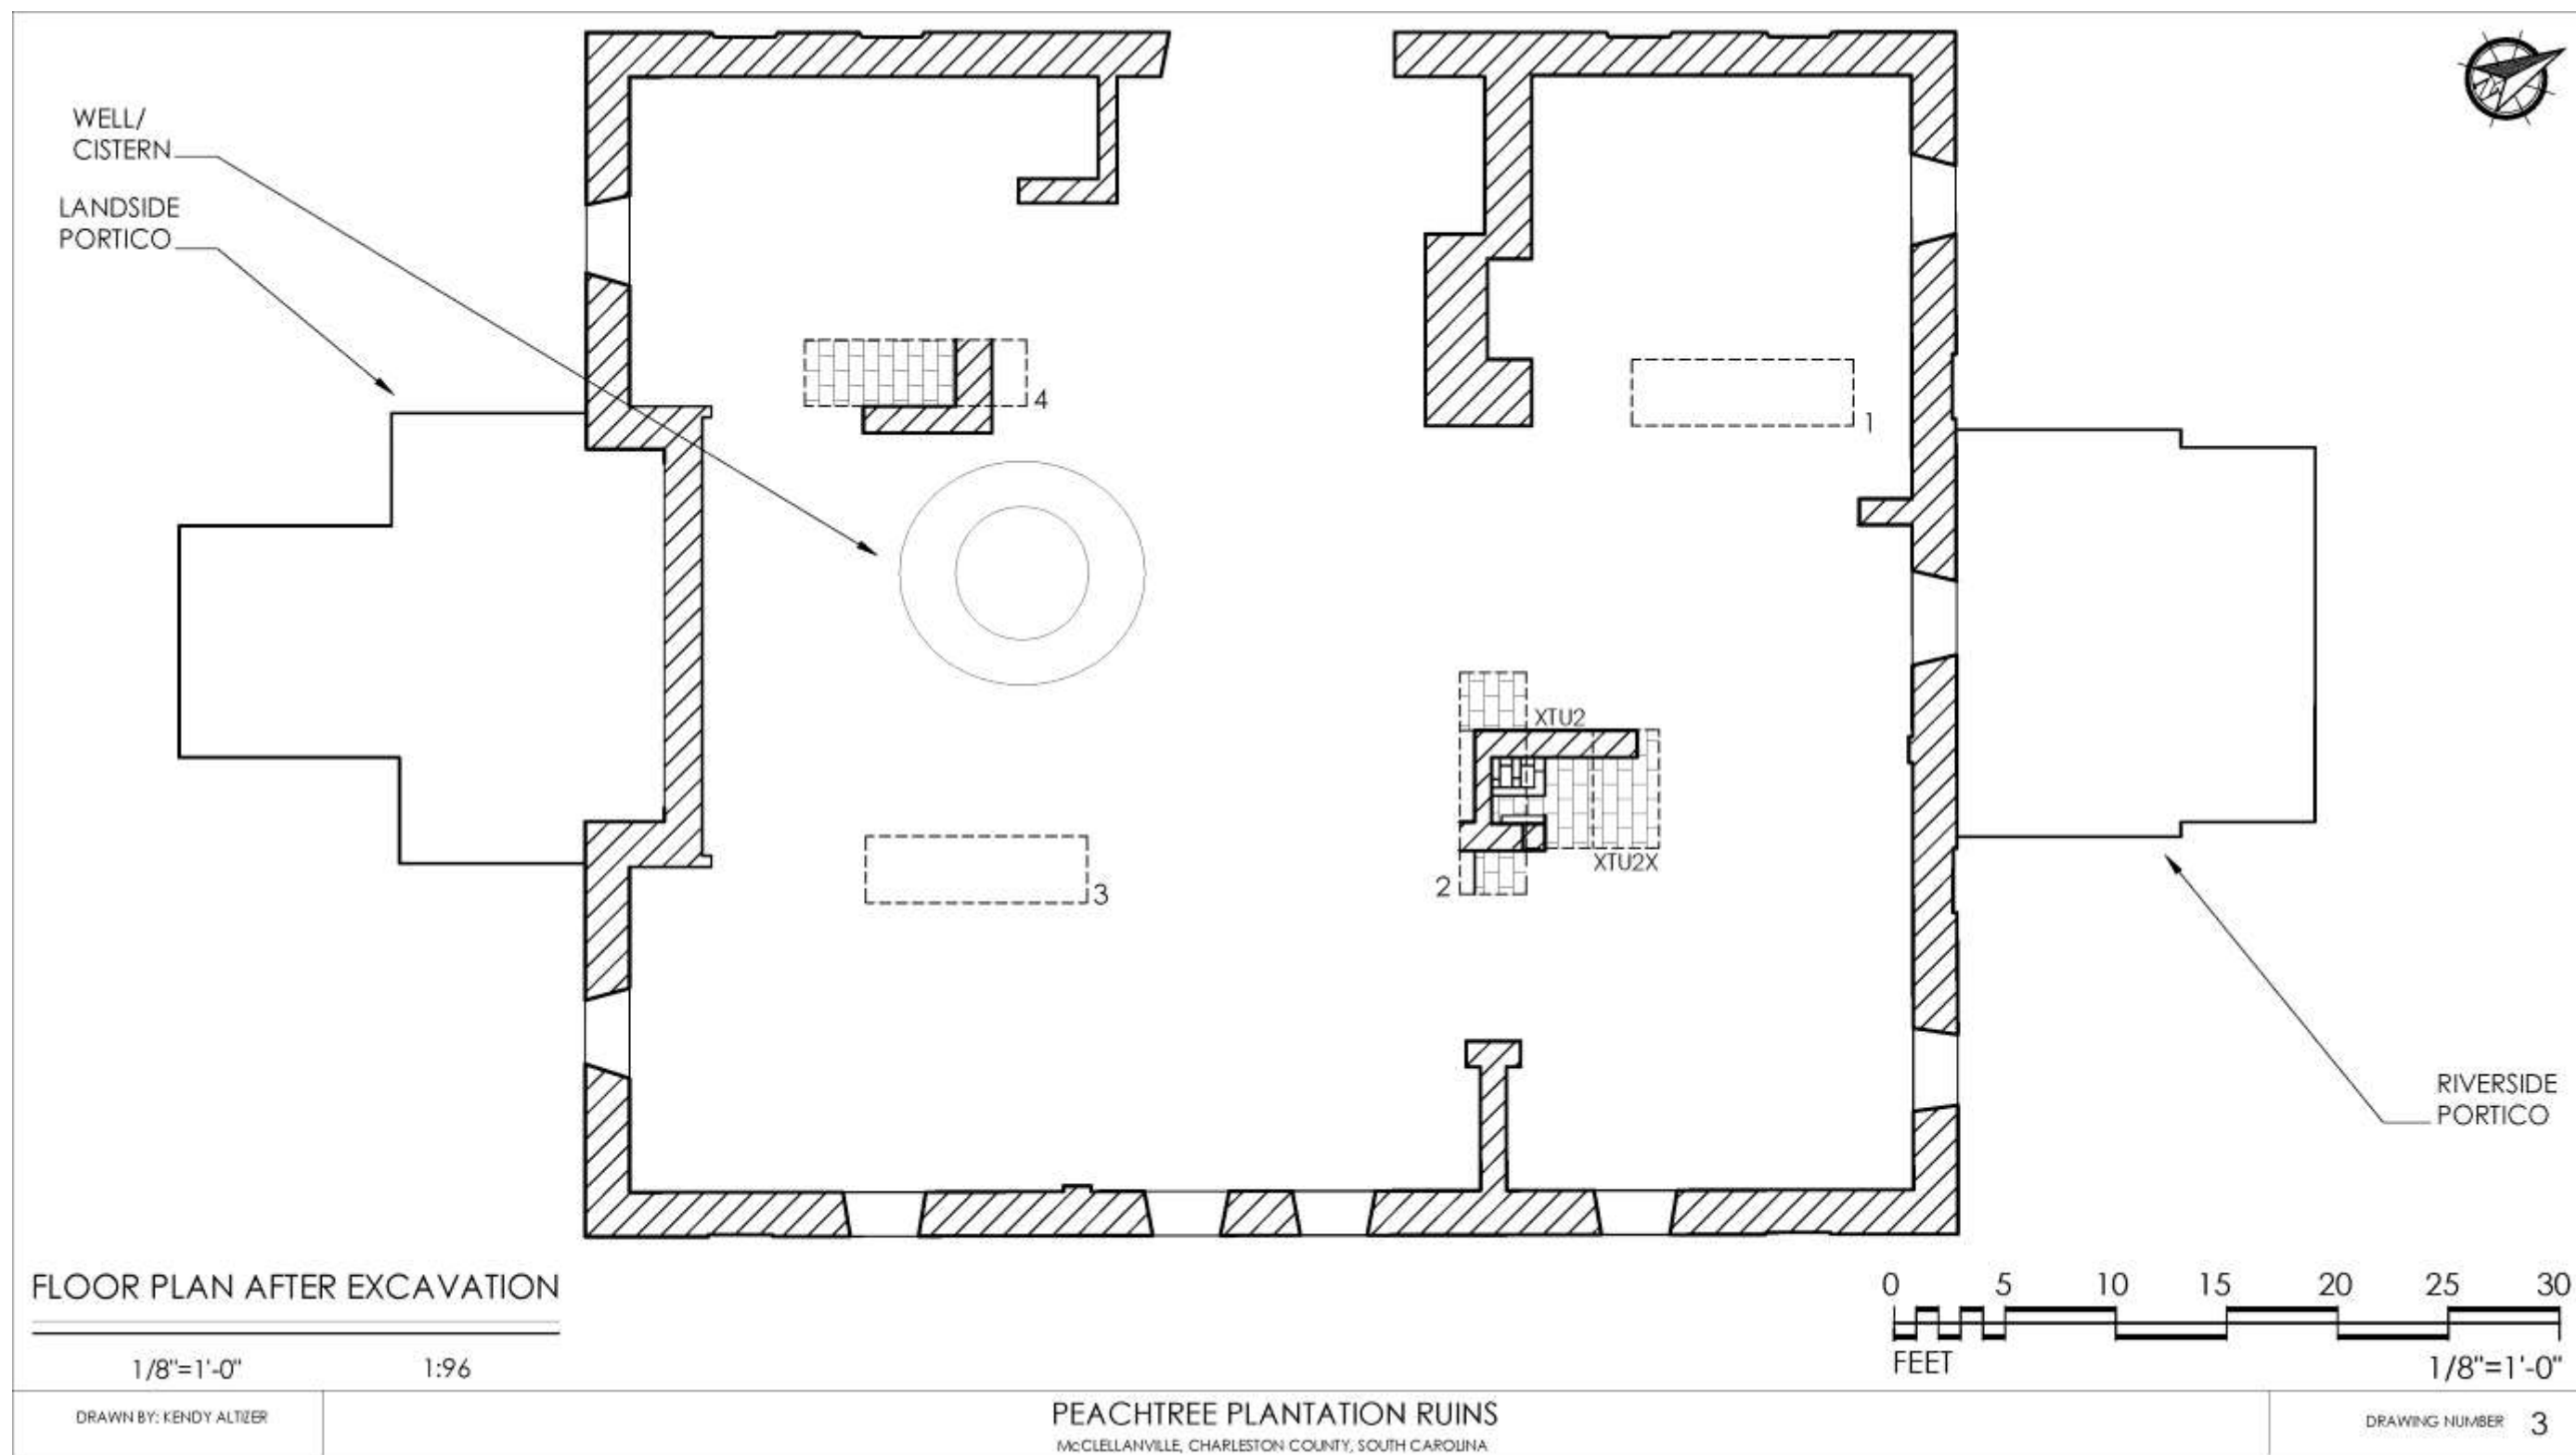 WELL/
CISTERN
LANDSIDE
PORTICO
4
1
XTU2
XTU2X
2
3
RIVERSIDE
PORTICO
FLOOR PLAN AFTER EXCAVATION
1/8"=1'-0"
1:96
0 5 10 15 20 25 30
FEET
1/8"=1'-0"
DRAWN BY: KENDY ALTIZER
PEACHTREE PLANTATION RUINS
McCLELLANVILLE, CHARLESTON COUNTY, SOUTH CAROLINA
DRAWING NUMBER 3